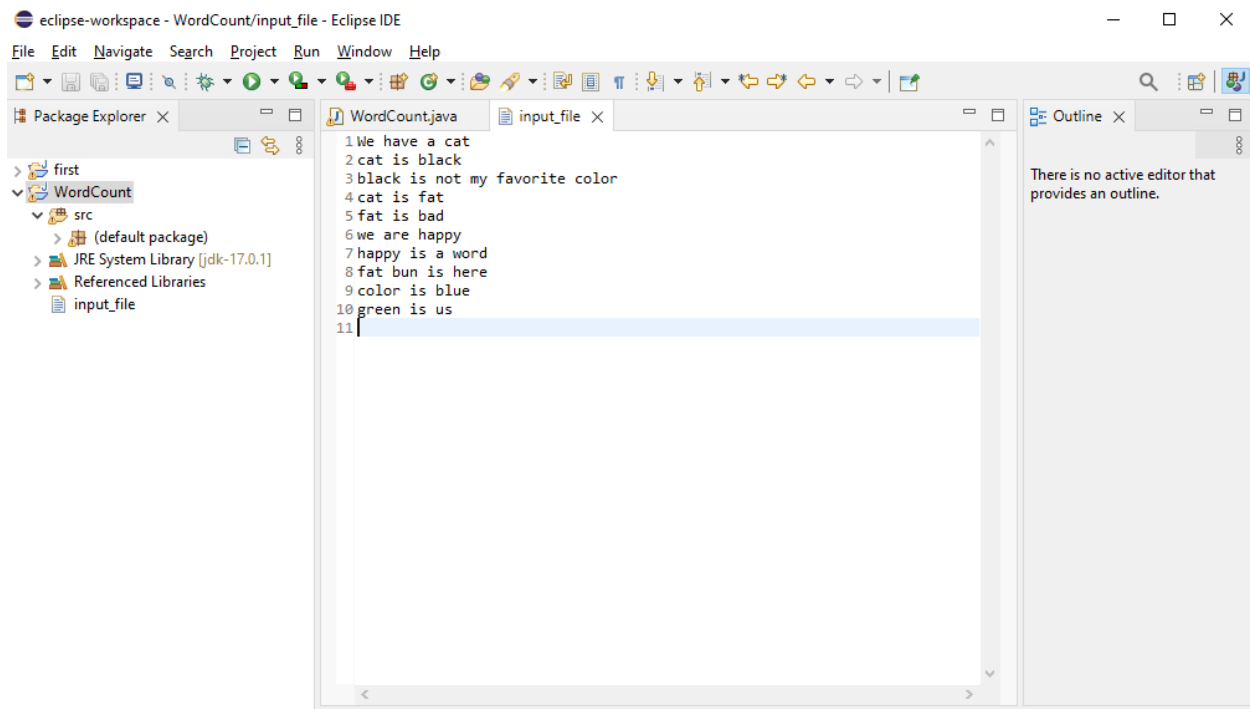 eclipse-workspace - WordCount/input_file - Eclipse IDE
File Edit Navigate Search Project Run Window Help
Package Explorer
first
WordCount
src
(default package)
JRE System Library [jdk-17.0.1]
Referenced Libraries
input_file
WordCount.java
input_file
1 We have a cat
2 cat is black
3 black is not my favorite color
4 cat is fat
5 fat is bad
6 we are happy
7 happy is a word
8 fat bun is here
9 color is blue
10 green is us
11
Outline
There is no active editor that
provides an outline.